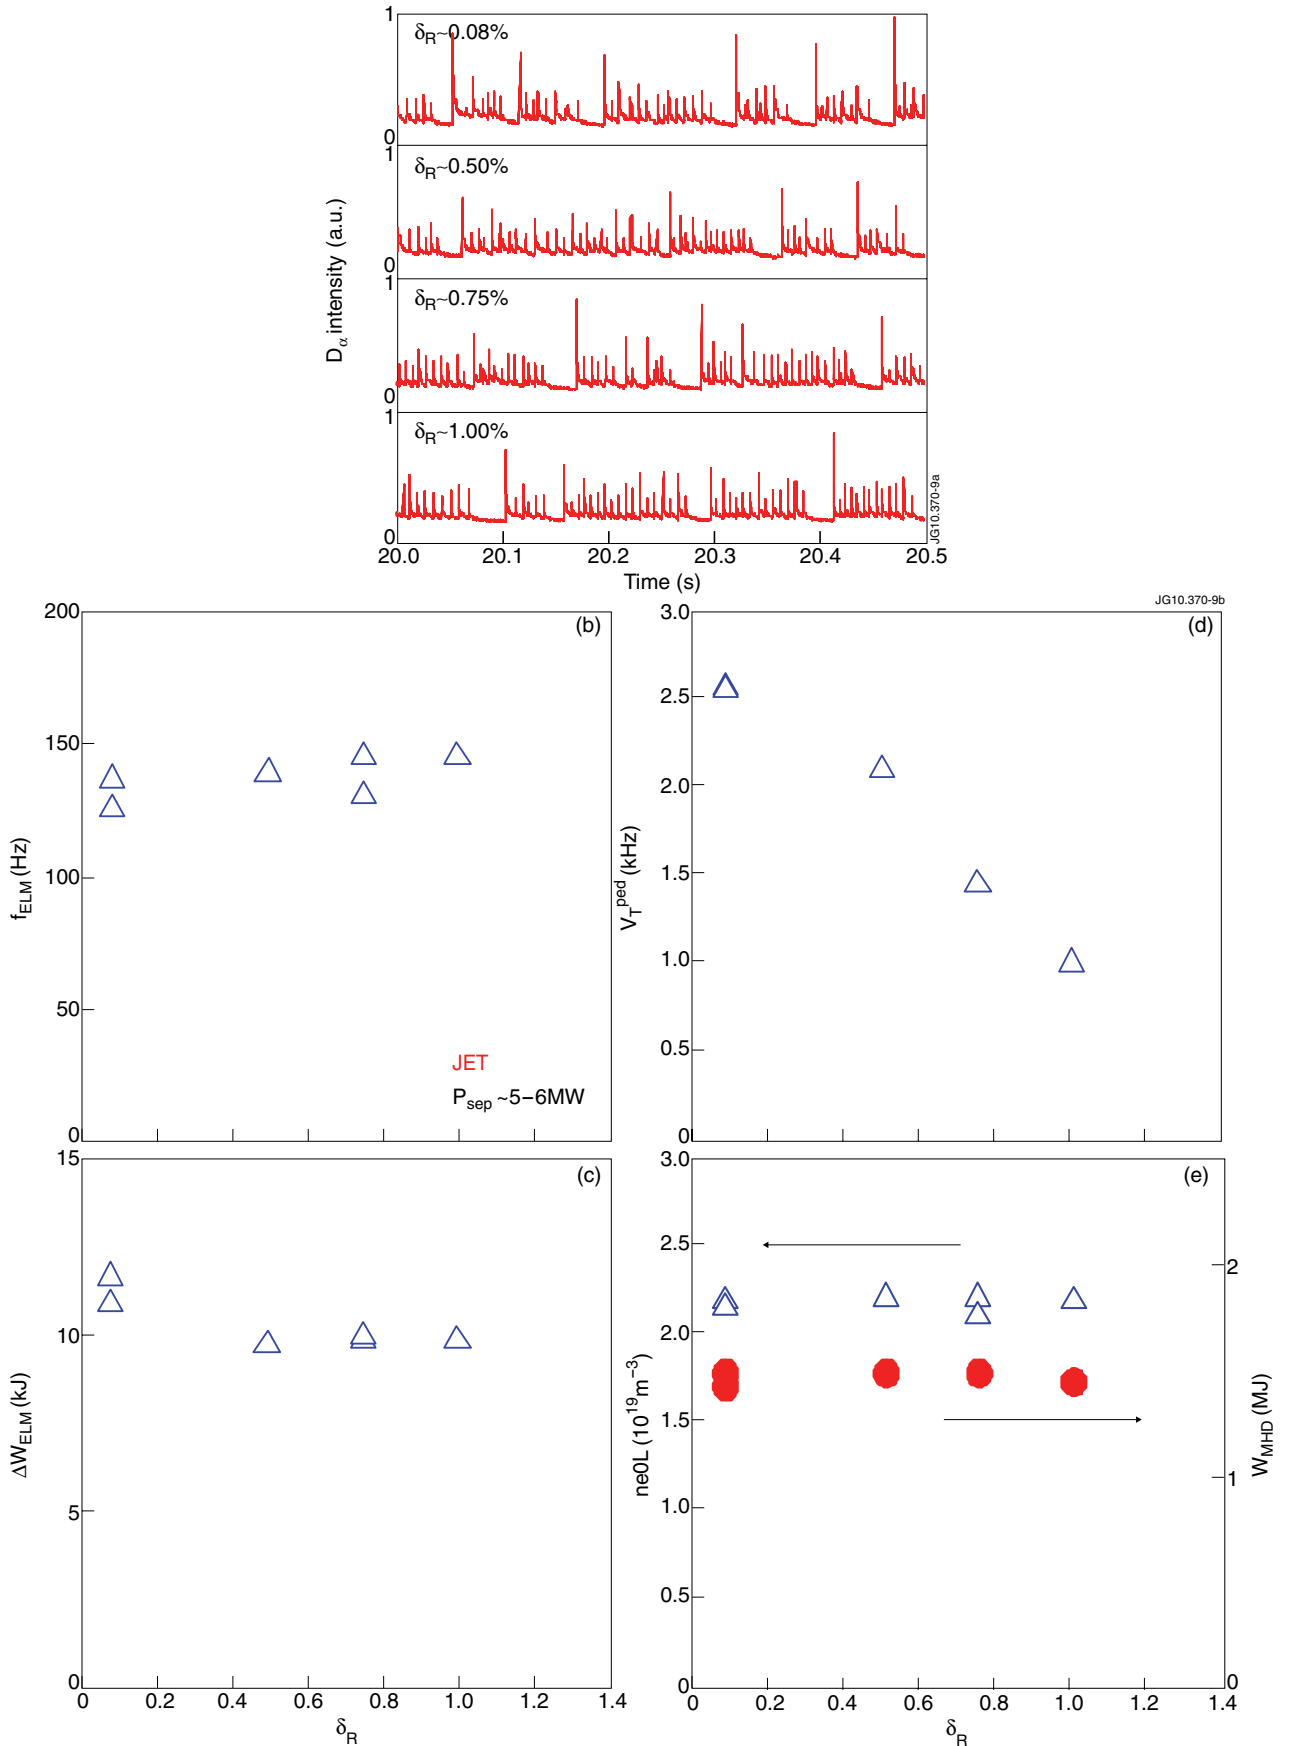 1
δR~0.08%
0
1
δR~0.50%
0
1
δR~0.75%
0
1
δR~1.00%
0
Dα intensity (a.u.)
JG10.370-9a
20.0 20.1 20.2 20.3 20.4 20.5
Time (s)
JG10.370-9b
200
(b)
150
100
50
0
fELM (Hz)
JET
Psep ~5–6MW
3.0
(d)
2.5
2.0
1.5
1.0
0.5
0
VTped (kHz)
15
(c)
10
5
0
ΔWELM (kJ)
0 0.2 0.4 0.6 0.8 1.0 1.2 1.4
δR
3.0
(e)
2.5
2.0
1.5
1.0
0.5
0
ne0L (10^19m^−3)
2
1
0
WMHD (MJ)
0 0.2 0.4 0.6 0.8 1.0 1.2 1.4
δR